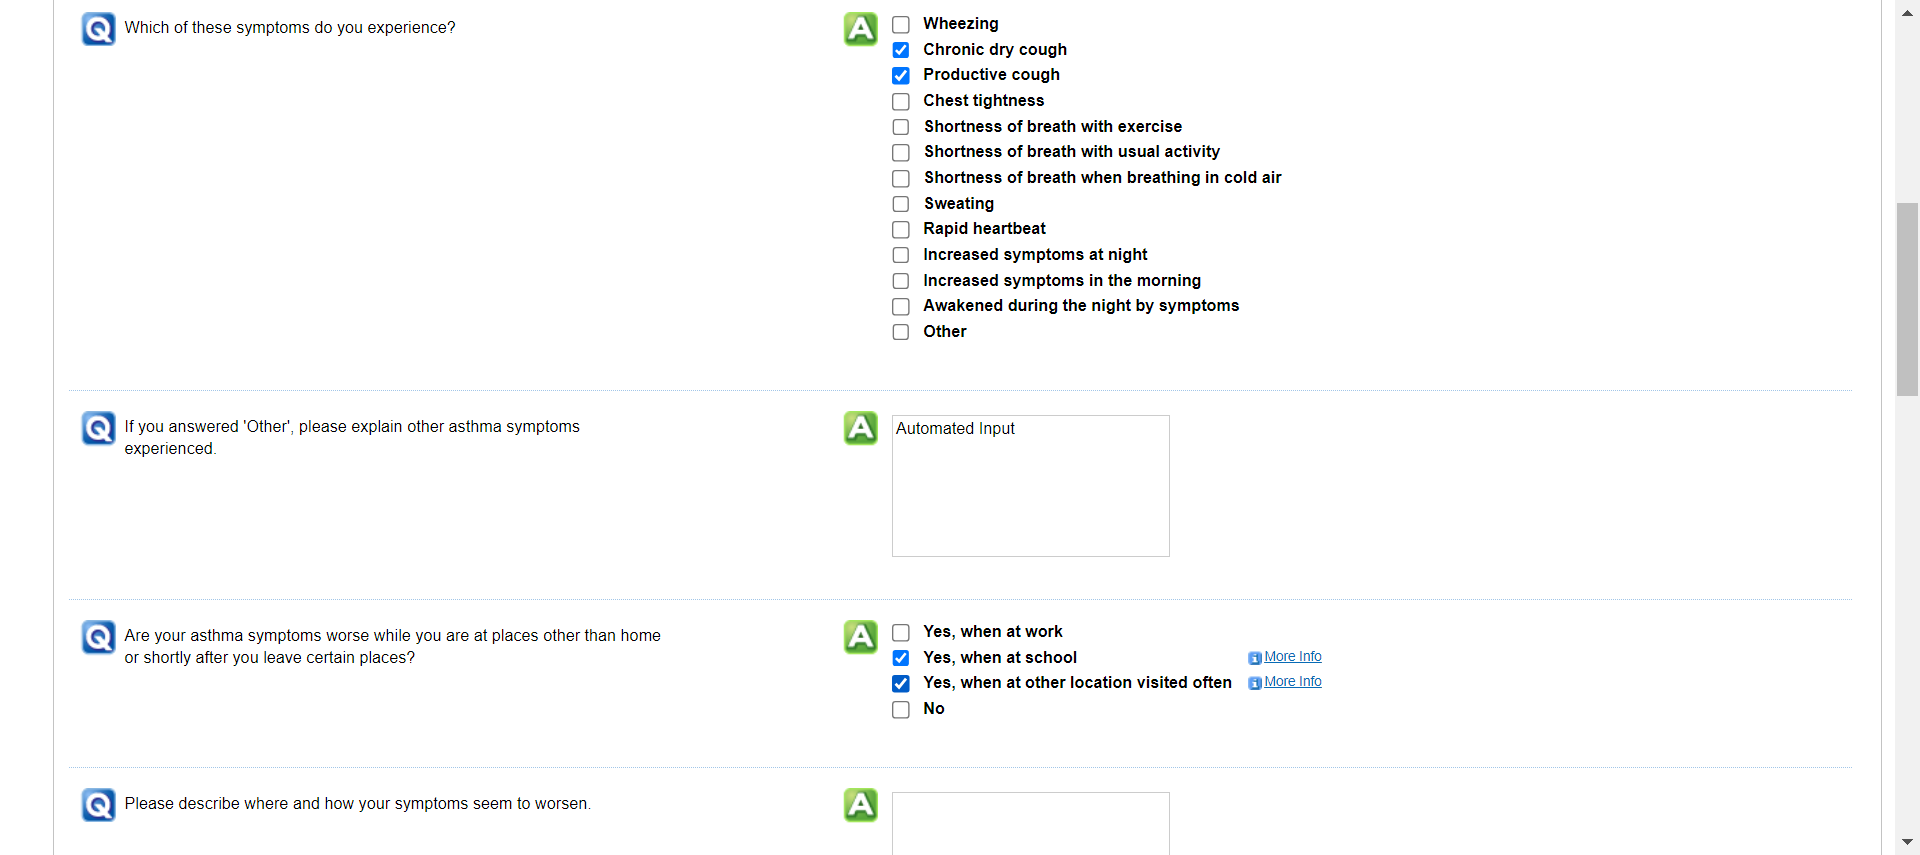 Which of these symptoms do you experience?
Wheezing
Chronic dry cough
Productive cough
Chest tightness
Shortness of breath with exercise
Shortness of breath with usual activity
Shortness of breath when breathing in cold air
Sweating
Rapid heartbeat
Increased symptoms at night
Increased symptoms in the morning
Awakened during the night by symptoms
Other
If you answered 'Other', please explain other asthma symptoms
experienced.
Automated Input
Are your asthma symptoms worse while you are at places other than home
or shortly after you leave certain places?
Yes, when at work
Yes, when at school More Info
Yes, when at other location visited often More Info
No
Please describe where and how your symptoms seem to worsen.